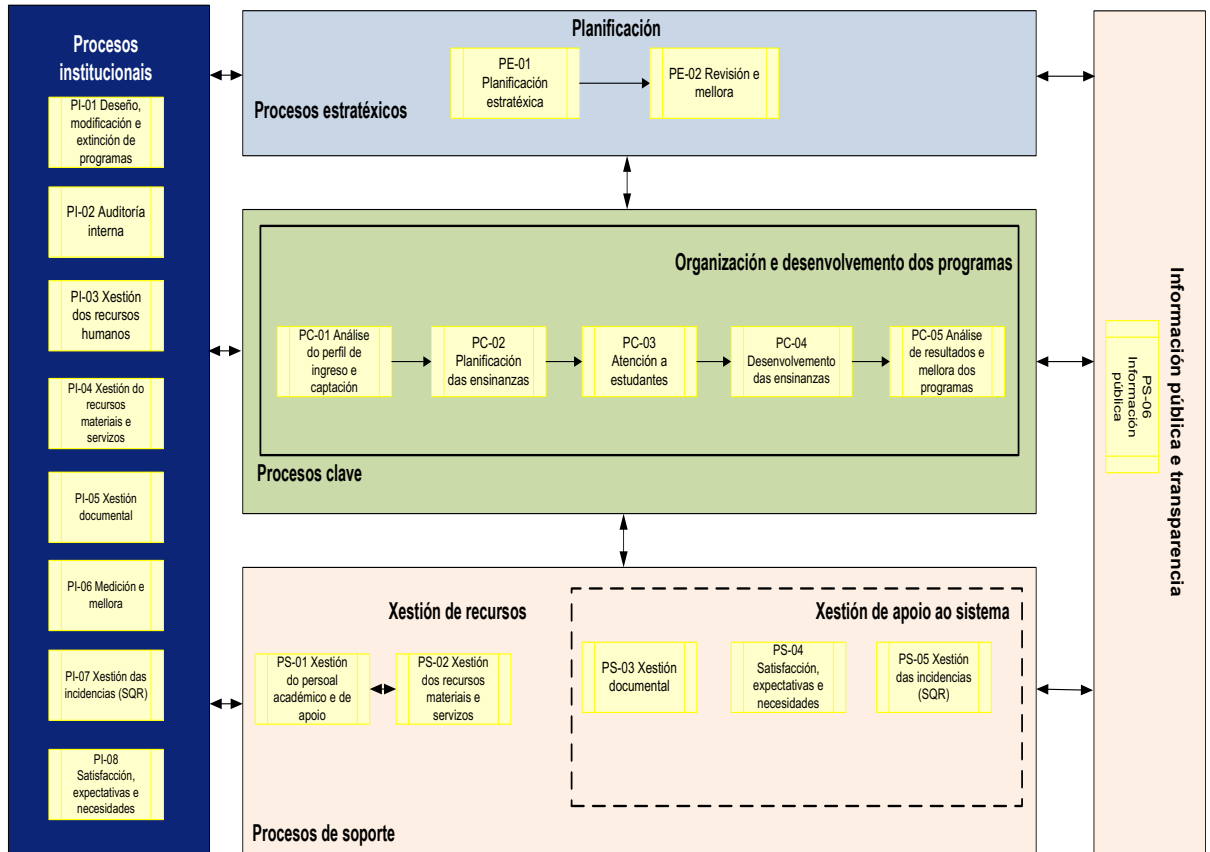 Procesos
institucionais
PI-01 Deseño,
modificación e
extinción de
programas
PI-02 Auditoría
interna
PI-03 Xestión
dos recursos
humanos
PI-04 Xestión do
recursos
materiais e
servizos
PI-05 Xestión
documental
PI-06 Medición e
mellora
PI-07 Xestión das
incidencias (SQR)
PI-08
Satisfacción,
expectativas e
necesidades
Planificación
PE-01
Planificación
estratéxica
PE-02 Revisión e
mellora
Procesos estratéxicos
Organización e desenvolvemento dos programas
PC-01 Análise
do perfil de
ingreso e
captación
PC-02
Planificación
das ensinanzas
PC-03
Atención a
estudantes
PC-04
Desenvolvemento
das ensinanzas
PC-05 Análise
de resultados e
mellora dos
programas
Procesos clave
Xestión de recursos
PS-01 Xestión
do persoal
académico e de
apoio
PS-02 Xestión
dos recursos
materiais e
servizos
Xestión de apoio ao sistema
PS-03 Xestión
documental
PS-04
Satisfacción,
expectativas e
necesidades
PS-05 Xestión
das incidencias
(SQR)
Procesos de soporte
Información pública e transparencia
PS-06
Información
pública